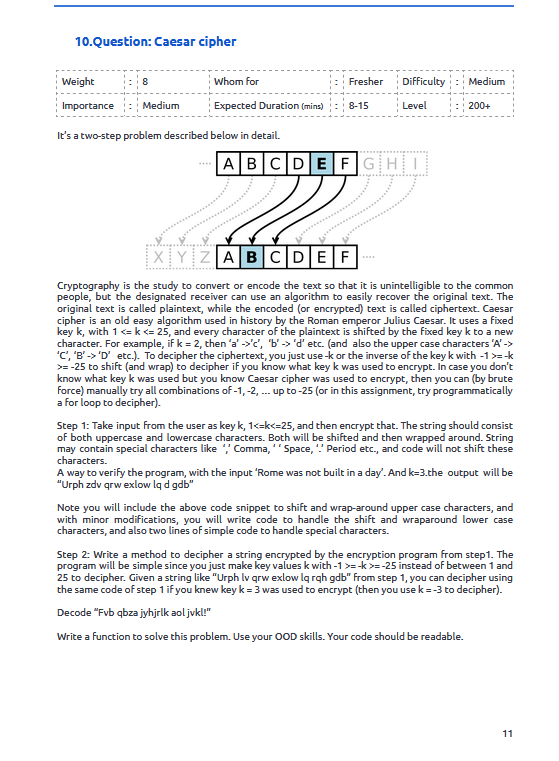 10.Question: Caesar cipher
Weight : 8 Whom for : Fresher Difficulty : Medium
Importance : Medium Expected Duration (mins) : 8-15 Level : 200+
It's a two-step problem described below in detail.
A B C D E F G H I
X Y Z A B C D E F
Cryptography is the study to convert or encode the text so that it is unintelligible to the common
people, but the designated receiver can use an algorithm to easily recover the original text. The
original text is called plaintext, while the encoded (or encrypted) text is called ciphertext. Caesar
cipher is an old easy algorithm used in history by the Roman emperor Julius Caesar. It uses a fixed
key k, with 1 <= k <= 25, and every character of the plaintext is shifted by the fixed key k to a new
character. For example, if k = 2, then 'a' ->'c', 'b' -> 'd' etc. (and also the upper case characters 'A' ->
'C', 'B' -> 'D' etc.). To decipher the ciphertext, you just use -k or the inverse of the key k with -1 >= -k
>= -25 to shift (and wrap) to decipher if you know what key k was used to encrypt. In case you don't
know what key k was used but you know Caesar cipher was used to encrypt, then you can (by brute
force) manually try all combinations of -1, -2, ... up to -25 (or in this assignment, try programmatically
a for loop to decipher).
Step 1: Take input from the user as key k, 1<=k<=25, and then encrypt that. The string should consist
of both uppercase and lowercase characters. Both will be shifted and then wrapped around. String
may contain special characters like ',' Comma, ' ' Space, '.' Period etc., and code will not shift these
characters.
A way to verify the program, with the input 'Rome was not built in a day'. And k=3.the output will be
"Urph zdv qrw exlow lq d gdb"
Note you will include the above code snippet to shift and wrap-around upper case characters, and
with minor modifications, you will write code to handle the shift and wraparound lower case
characters, and also two lines of simple code to handle special characters.
Step 2: Write a method to decipher a string encrypted by the encryption program from step1. The
program will be simple since you just make key values k with -1 >= -k >= -25 instead of between 1 and
25 to decipher. Given a string like "Urph lv qrw exlow lq rqh gdb" from step 1, you can decipher using
the same code of step 1 if you knew key k = 3 was used to encrypt (then you use k = -3 to decipher).
Decode "Fvb qbza jyhjrlk aol jvkl!"
Write a function to solve this problem. Use your OOD skills. Your code should be readable.
11